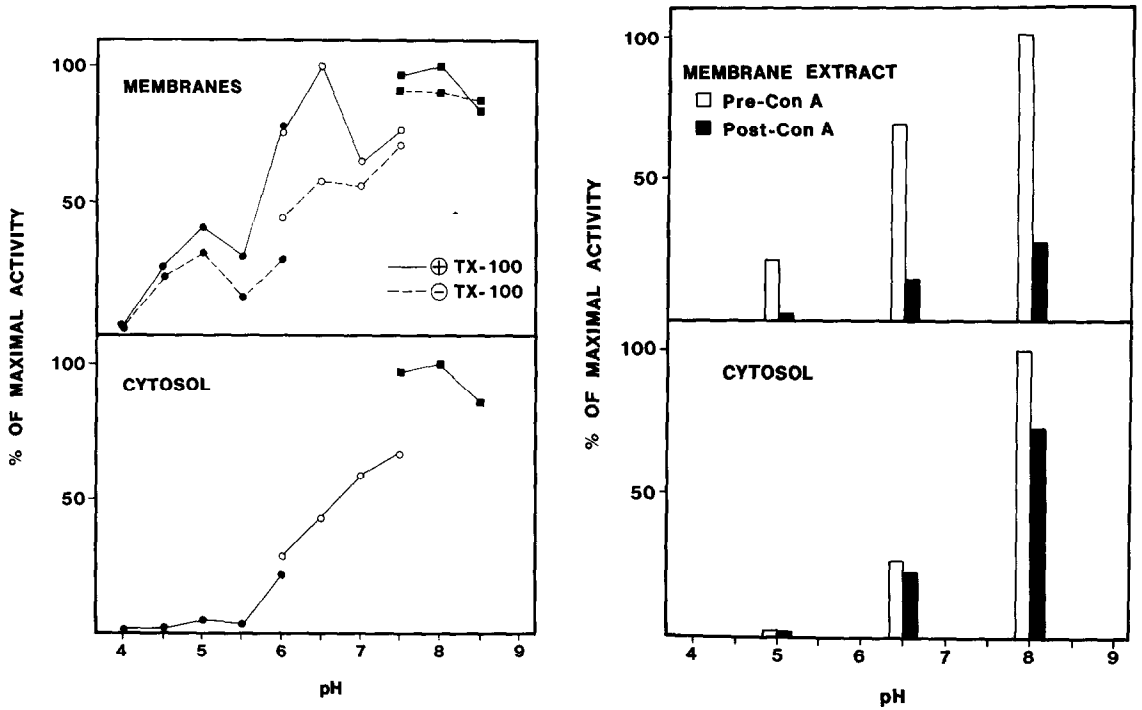 % OF MAXIMAL ACTIVITY
100
50
MEMBRANES
⊕ TX-100
⊖ TX-100
100
50
CYTOSOL
4 5 6 7 8 9
pH
% OF MAXIMAL ACTIVITY
100
50
MEMBRANE EXTRACT
Pre-Con A
Post-Con A
100
50
CYTOSOL
4 5 6 7 8 9
pH